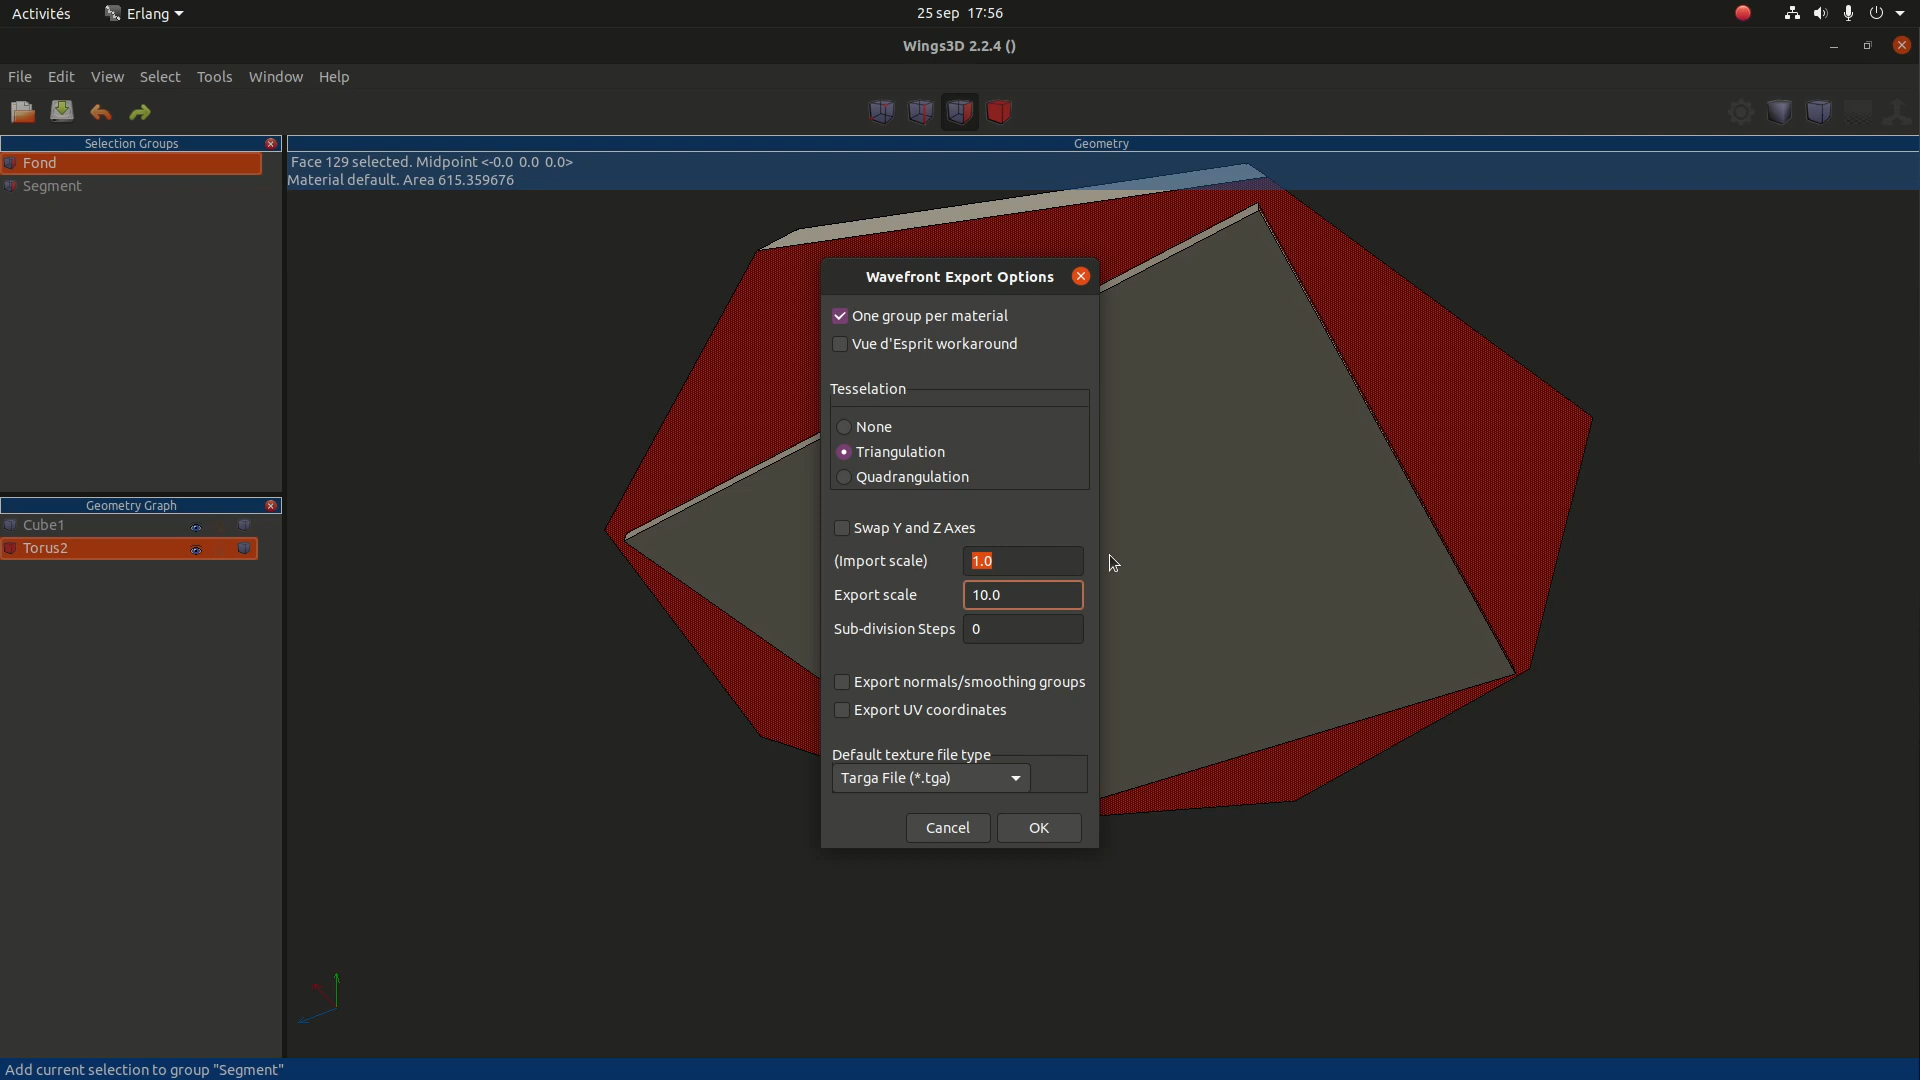 Activités
Erlang
25 sep 17:56
Wings3D 2.2.4 ()
File Edit View Select Tools Window Help
Selection Groups
Geometry
Fond
Segment
Face 129 selected. Midpoint <-0.0 0.0 0.0>
Material default. Area 615.359676
Geometry Graph
Cube1
Torus2
Wavefront Export Options
One group per material
Vue d'Esprit workaround
Tesselation
None
Triangulation
Quadrangulation
Swap Y and Z Axes
(Import scale) 1.0
Export scale 10.0
Sub-division Steps 0
Export normals/smoothing groups
Export UV coordinates
Default texture file type
Targa File (*.tga)
Cancel OK
Add current selection to group "Segment"